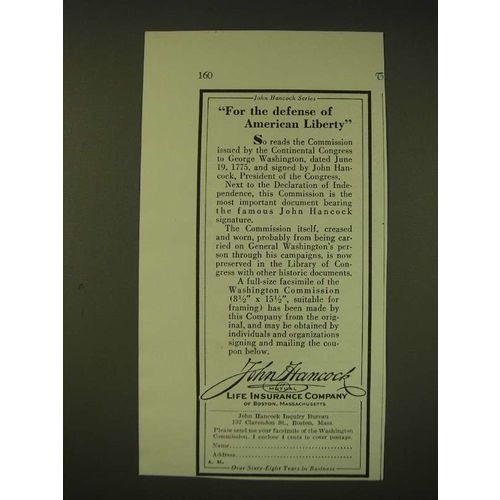 160
John Hancock Series
"For the defense of
American Liberty"
So reads the Commission
issued by the Continental Congress
to George Washington, dated June
19, 1775, and signed by John Han-
cock, President of the Congress.
Next to the Declaration of Inde-
pendence, this Commission is the
most important document bearing
the famous John Hancock
signature.
The Commission itself, creased
and worn, probably from being car-
ried on General Washington's per-
son through his campaigns, is now
preserved in the Library of Con-
gress with other historic documents.
A full-size facsimile of the
Washington Commission
(8½" x 15½", suitable for
framing) has been made by
this Company from the orig-
inal, and may be obtained by
individuals and organizations
signing and mailing the cou-
pon below.
John Hancock
MUTUAL
LIFE INSURANCE COMPANY
OF BOSTON, MASSACHUSETTS
John Hancock Inquiry Bureau
197 Clarendon St., Boston, Mass.
Please send me your facsimile of the Washington
Commission. I enclose 4 cents to cover postage.
Name
Address
A. M.
Over Sixty-Eight Years in Business